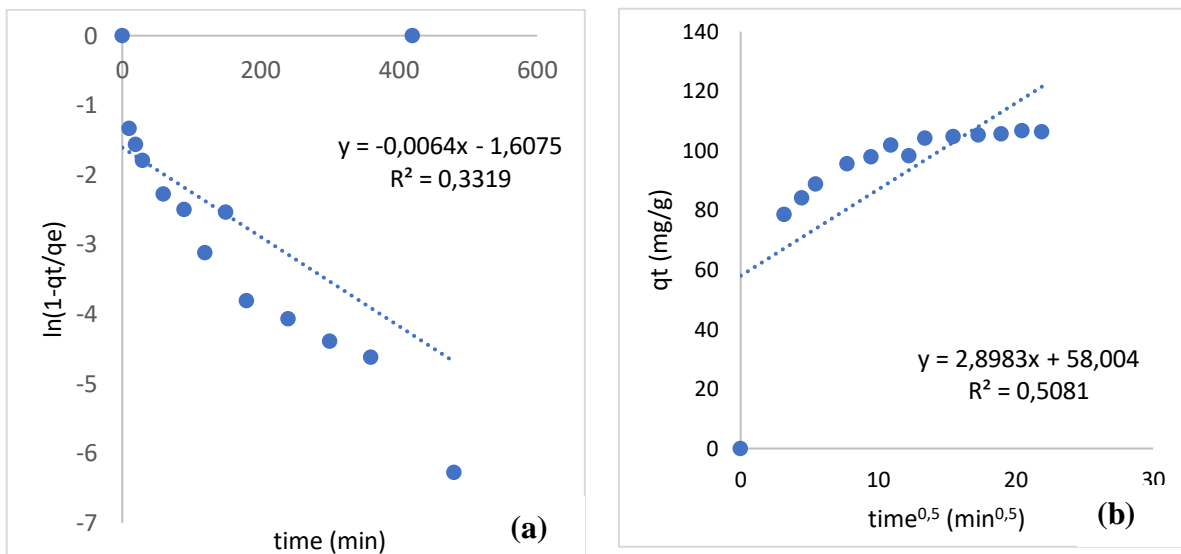 0
0
200
400
600
-1
-2
-3
-4
-5
-6
-7
y = -0,0064x - 1,6075
R² = 0,3319
ln(1-qt/qe)
time (min)
(a)
140
120
100
80
60
40
20
0
qt (mg/g)
y = 2,8983x + 58,004
R² = 0,5081
0
10
20
30
time⁰,⁵ (min⁰,⁵)
(b)